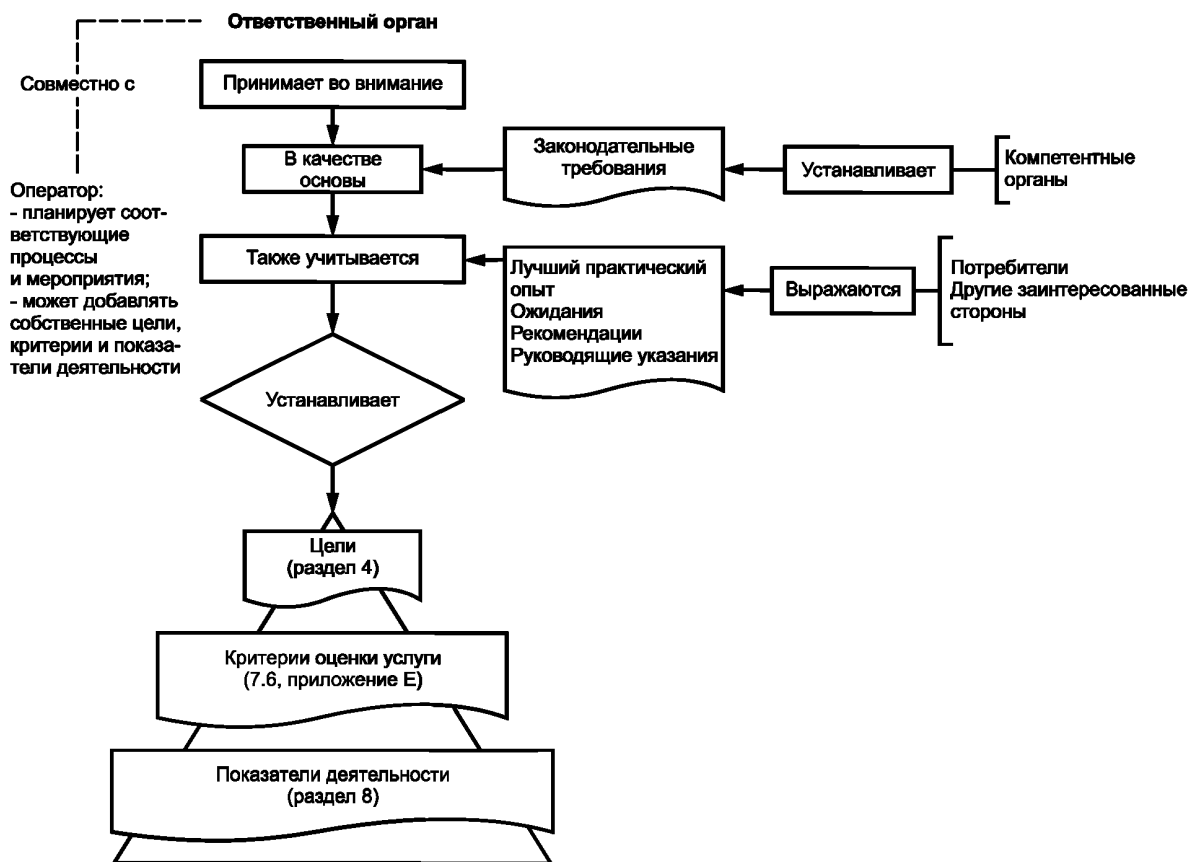 Ответственный орган
Совместно с
Принимает во внимание
В качестве
основы
Законодательные
требования
Устанавливает
Компетентные
органы
Оператор:
- планирует соот-
ветствующие
процессы
и мероприятия;
- может добавлять
собственные цели,
критерии и показа-
тели деятельности
Также учитывается
Лучший практический
опыт
Ожидания
Рекомендации
Руководящие указания
Выражаются
Потребители
Другие заинтересованные
стороны
Устанавливает
Цели
(раздел 4)
Критерии оценки услуги
(7.6, приложение Е)
Показатели деятельности
(раздел 8)